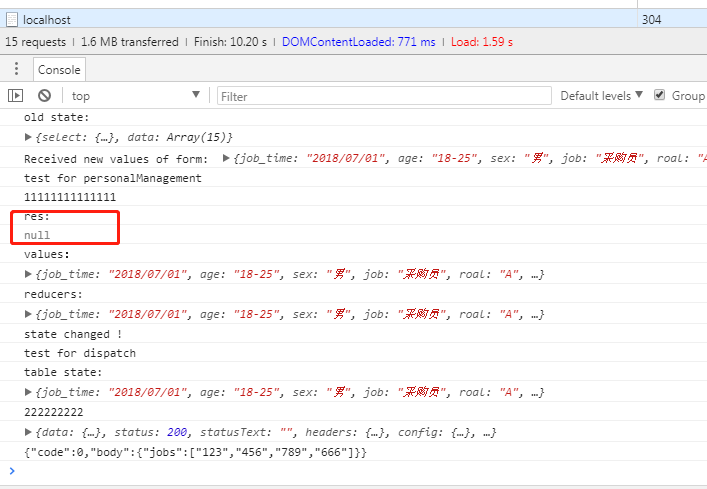 localhost 304
15 requests | 1.6 MB transferred | Finish: 10.20 s | DOMContentLoaded: 771 ms | Load: 1.59 s
Console
top Filter Default levels Group
old state:
{select: {…}, data: Array(15)}
Received new values of form: {job_time: "2018/07/01", age: "18-25", sex: "男", job: "采购员", roal: "A
test for personalManagement
11111111111111
res:
null
values:
{job_time: "2018/07/01", age: "18-25", sex: "男", job: "采购员", roal: "A", …}
reducers:
{job_time: "2018/07/01", age: "18-25", sex: "男", job: "采购员", roal: "A", …}
state changed !
test for dispatch
table state:
{job_time: "2018/07/01", age: "18-25", sex: "男", job: "采购员", roal: "A", …}
222222222
{data: {…}, status: 200, statusText: "", headers: {…}, config: {…}, …}
{"code":0,"body":{"jobs":["123","456","789","666"]}}